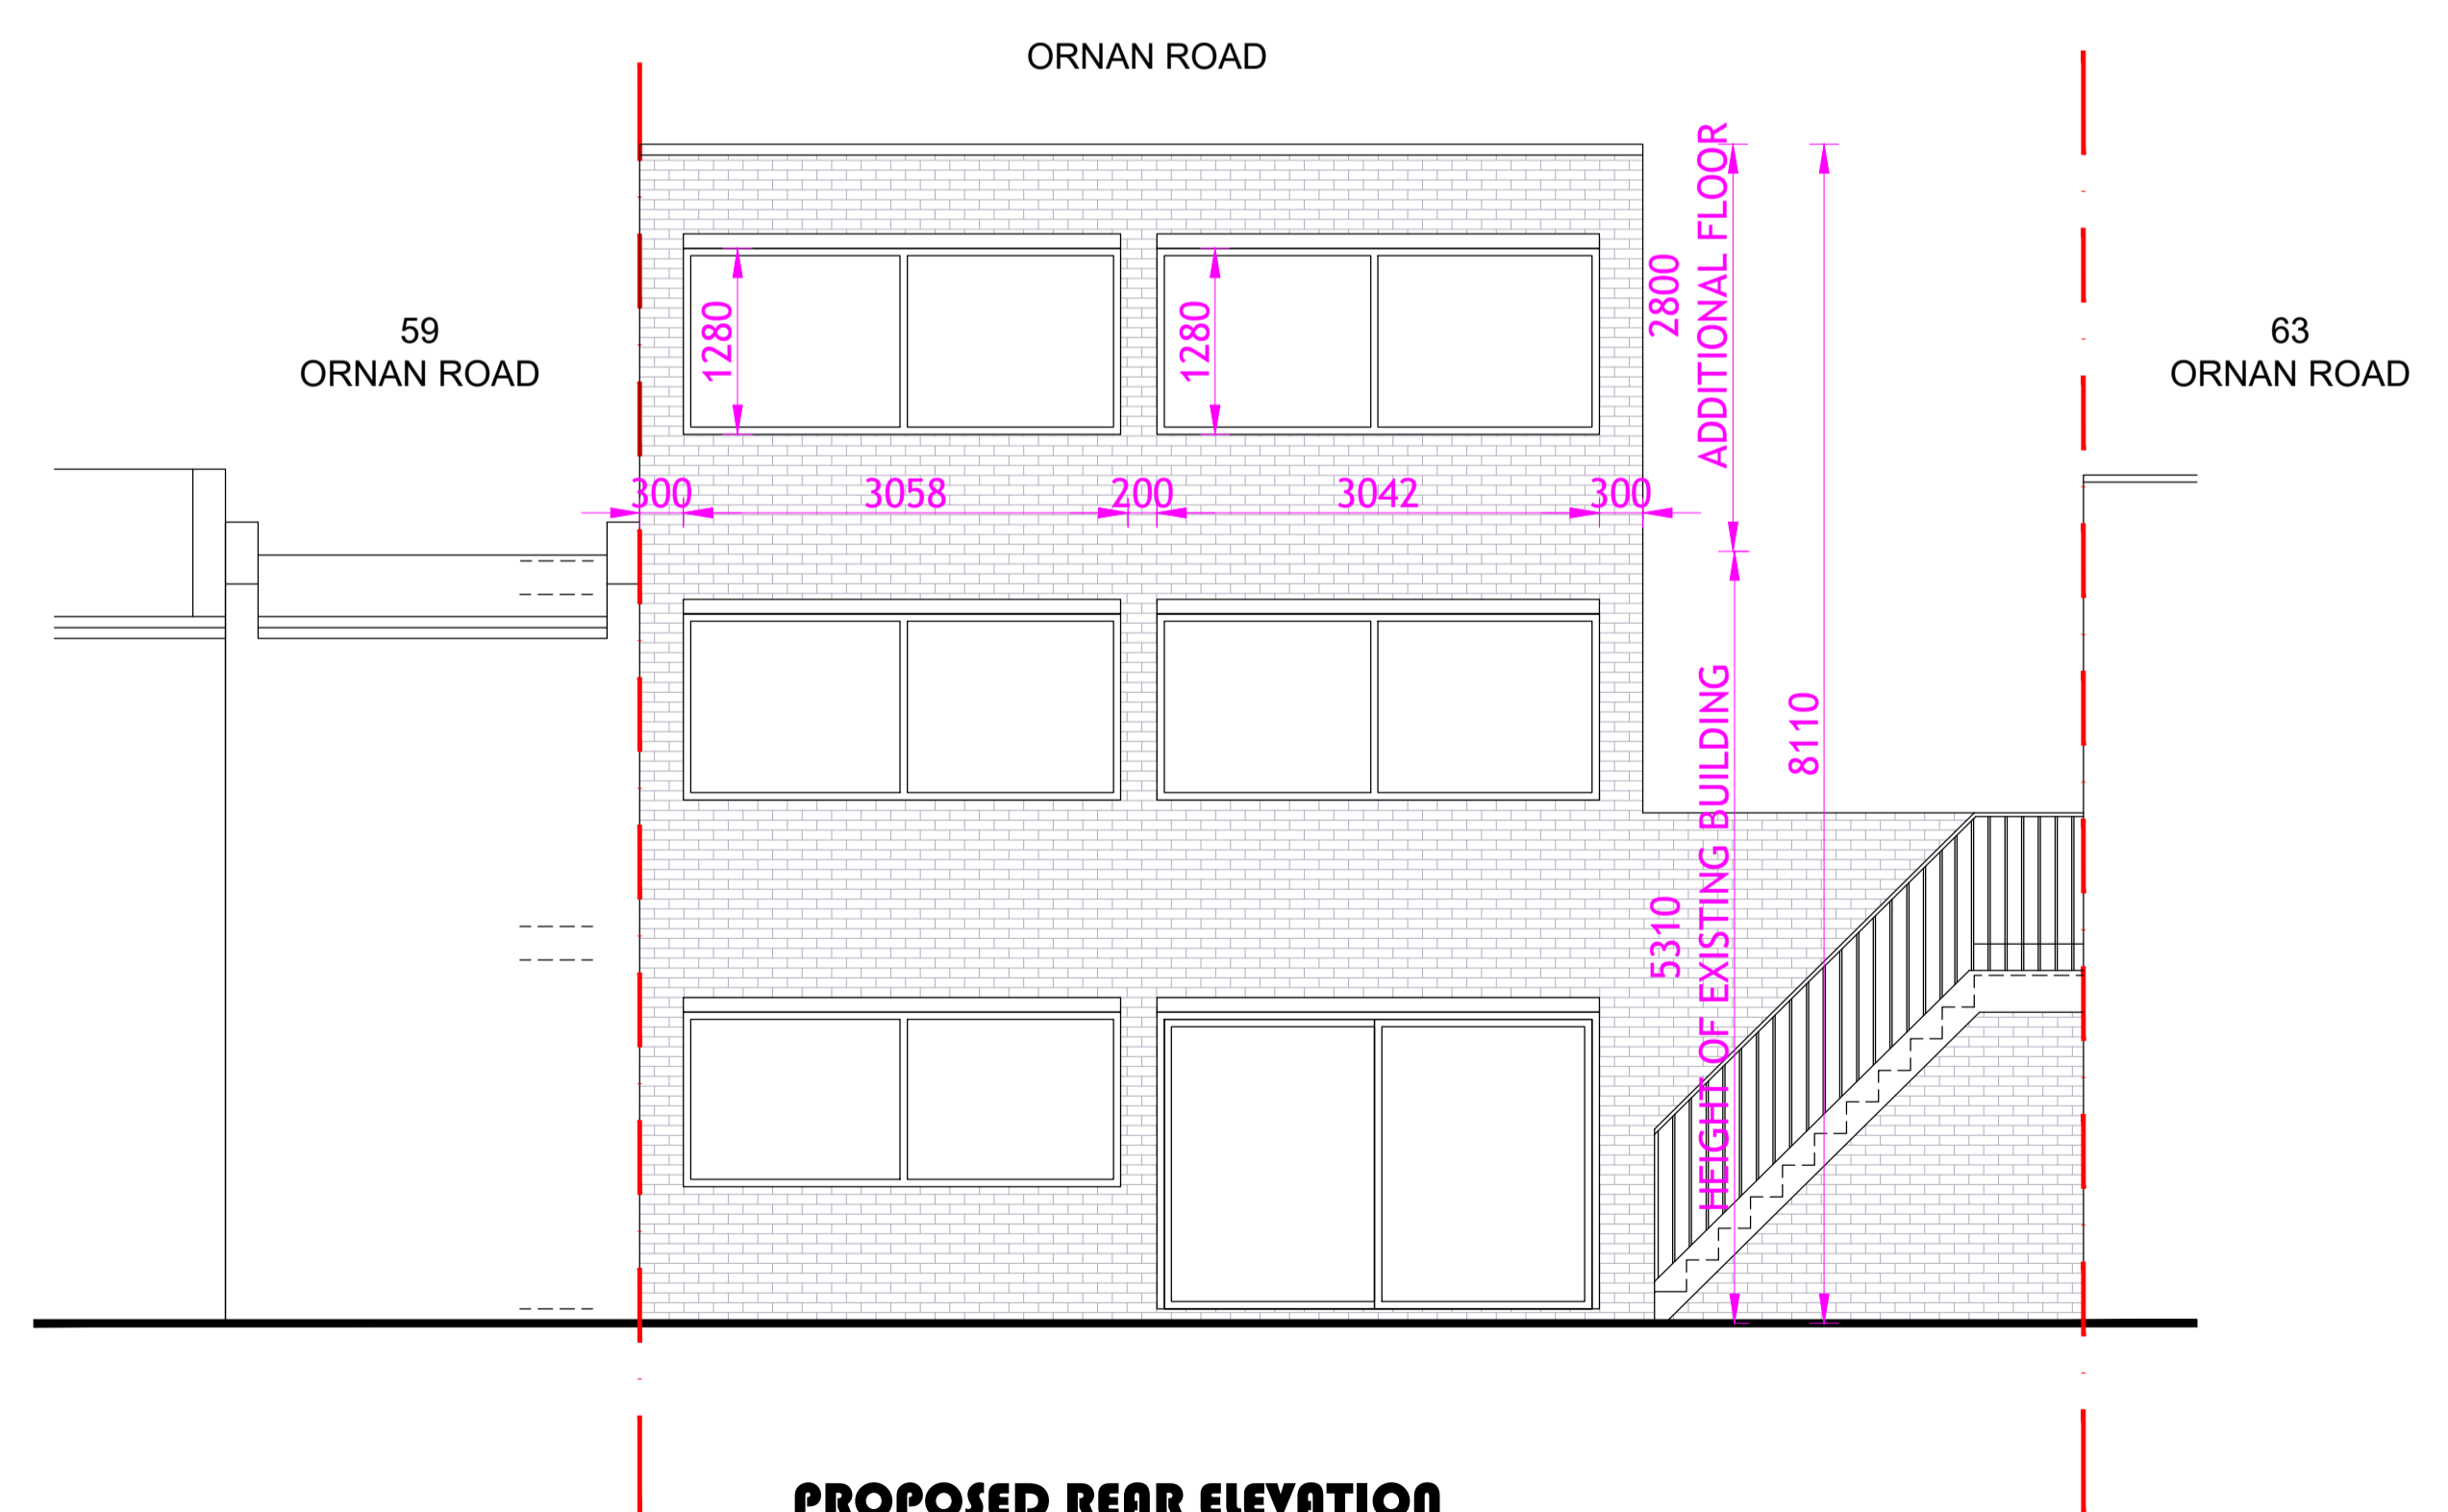 ORNAN ROAD
59
ORNAN ROAD
63
ORNAN ROAD
1280
1280
2800
ADDITIONAL FLOOR
300
3058
200
3042
300
8110
5310
HEIGHT OF EXISTING BUILDING
PROPOSED REAR ELEVATION